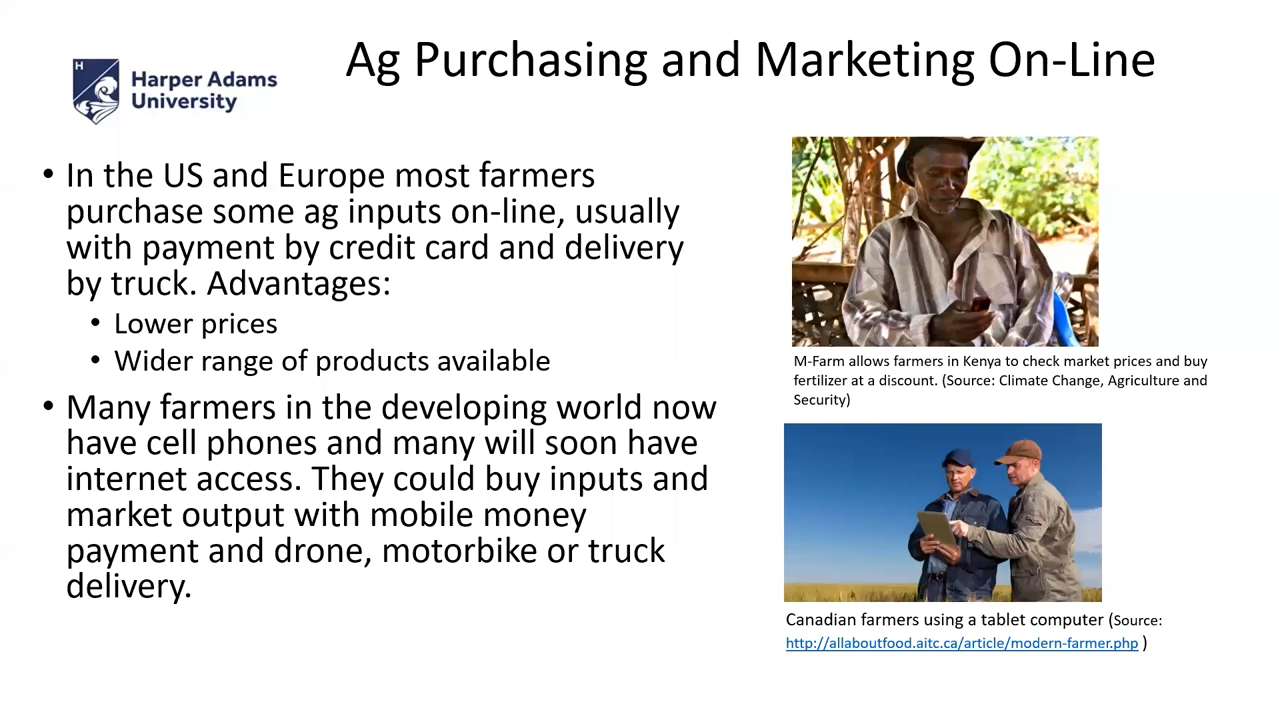 H
Harper Adams
University
Ag Purchasing and Marketing On-Line
• In the US and Europe most farmers
purchase some ag inputs on-line, usually
with payment by credit card and delivery
by truck. Advantages:
• Lower prices
• Wider range of products available
• Many farmers in the developing world now
have cell phones and many will soon have
internet access. They could buy inputs and
market output with mobile money
payment and drone, motorbike or truck
delivery.
M-Farm allows farmers in Kenya to check market prices and buy
fertilizer at a discount. (Source: Climate Change, Agriculture and
Security)
Canadian farmers using a tablet computer (Source:
http://allaboutfood.aitc.ca/article/modern-farmer.php )